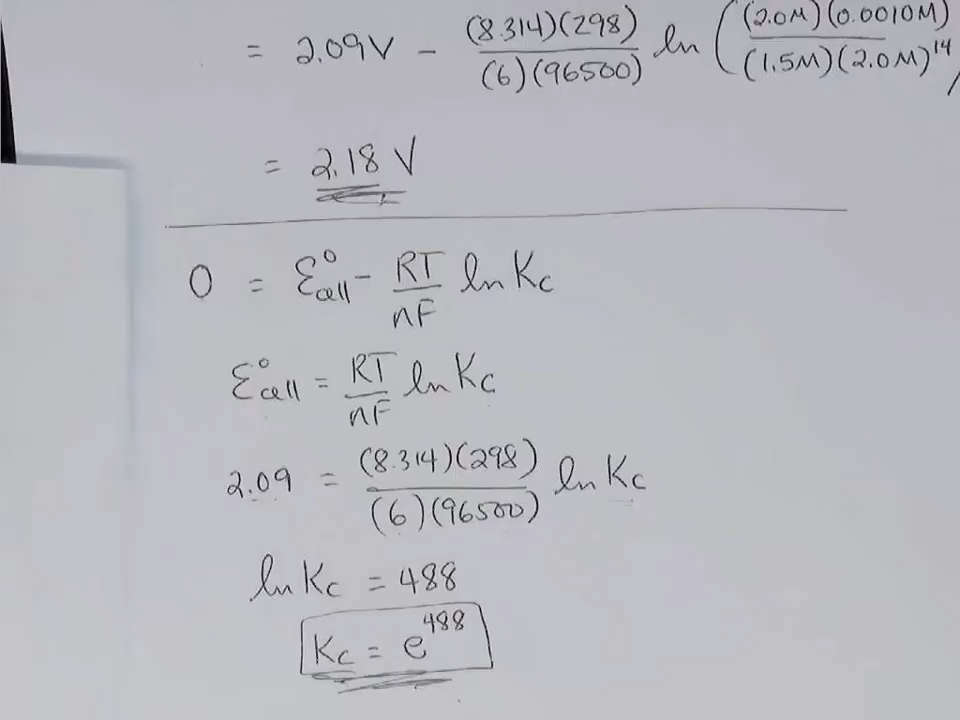 = 2.09V - (8.314)(298)/(6)(96500) ln ((2.0M)(0.0010M)/(1.5M)(2.0M)^14)
= 2.18 V
0 = ℰ°cell - RT/nF ln Kc
ℰ°cell = RT/nF ln Kc
2.09 = (8.314)(298)/(6)(96500) ln Kc
ln Kc = 488
Kc = e^488